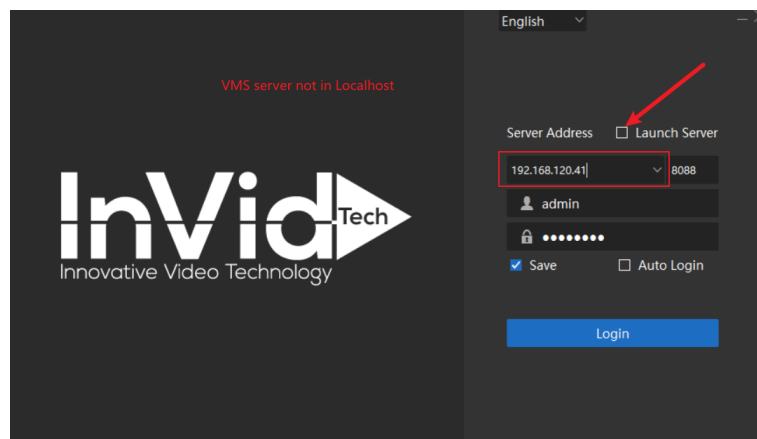 English
VMS server not in Localhost
Server Address Launch Server
192.168.120.41 8088
InVid Tech
Innovative Video Technology
admin
••••••••
Save Auto Login
Login